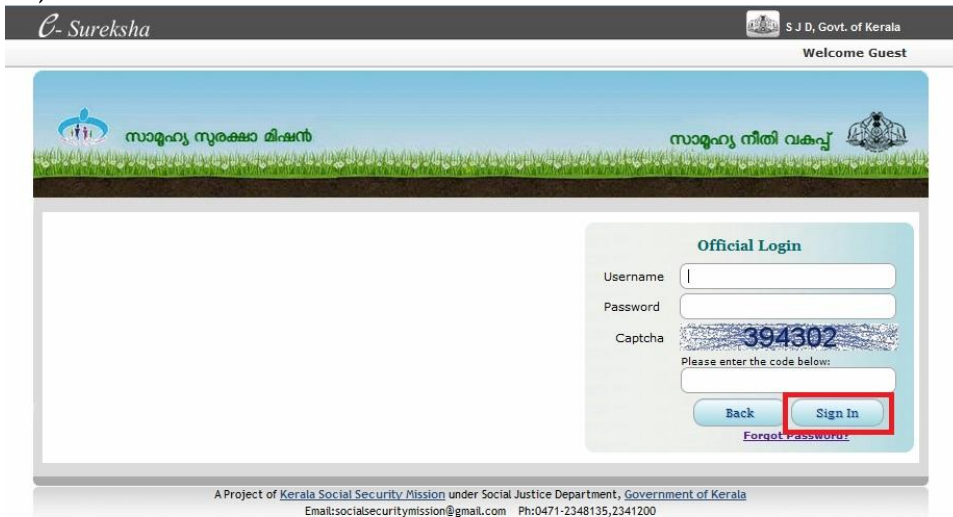 e- Sureksha
S J D, Govt. of Kerala
Welcome Guest
സാമൂഹ്യ സുരക്ഷാ മിഷൻ
സാമൂഹ്യ നീതി വകുപ്പ്
Official Login
Username
Password
Captcha
394302
Please enter the code below:
Back
Sign In
Forgot Password?
A Project of Kerala Social Security Mission under Social Justice Department, Government of Kerala
Email:socialsecuritymission@gmail.com Ph:0471-2348135,2341200